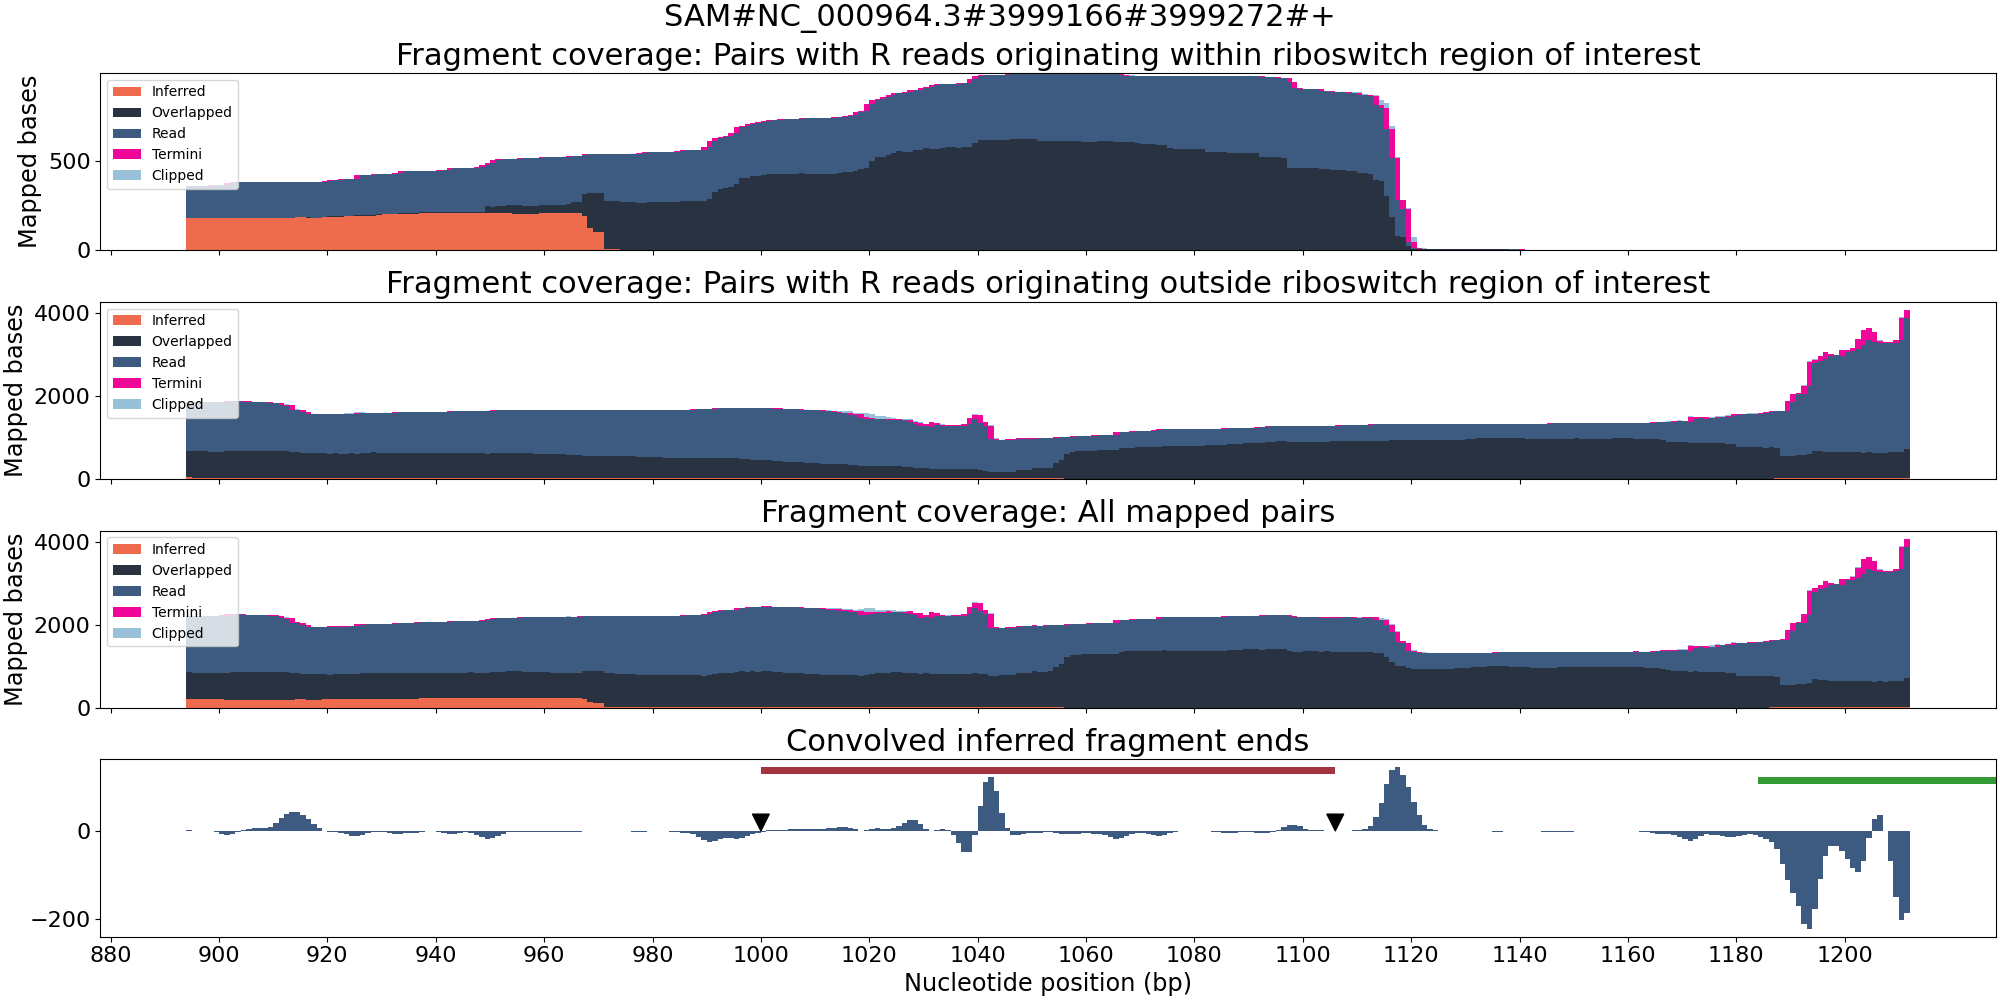 SAM#NC_000964.3#3999166#3999272#+
Fragment coverage: Pairs with R reads originating within riboswitch region of interest
Mapped bases
500
0
Inferred
Overlapped
Read
Termini
Clipped
Fragment coverage: Pairs with R reads originating outside riboswitch region of interest
Mapped bases
4000
2000
0
Inferred
Overlapped
Read
Termini
Clipped
Fragment coverage: All mapped pairs
Mapped bases
4000
2000
0
Inferred
Overlapped
Read
Termini
Clipped
Convolved inferred fragment ends
0
−200
880 900 920 940 960 980 1000 1020 1040 1060 1080 1100 1120 1140 1160 1180 1200
Nucleotide position (bp)